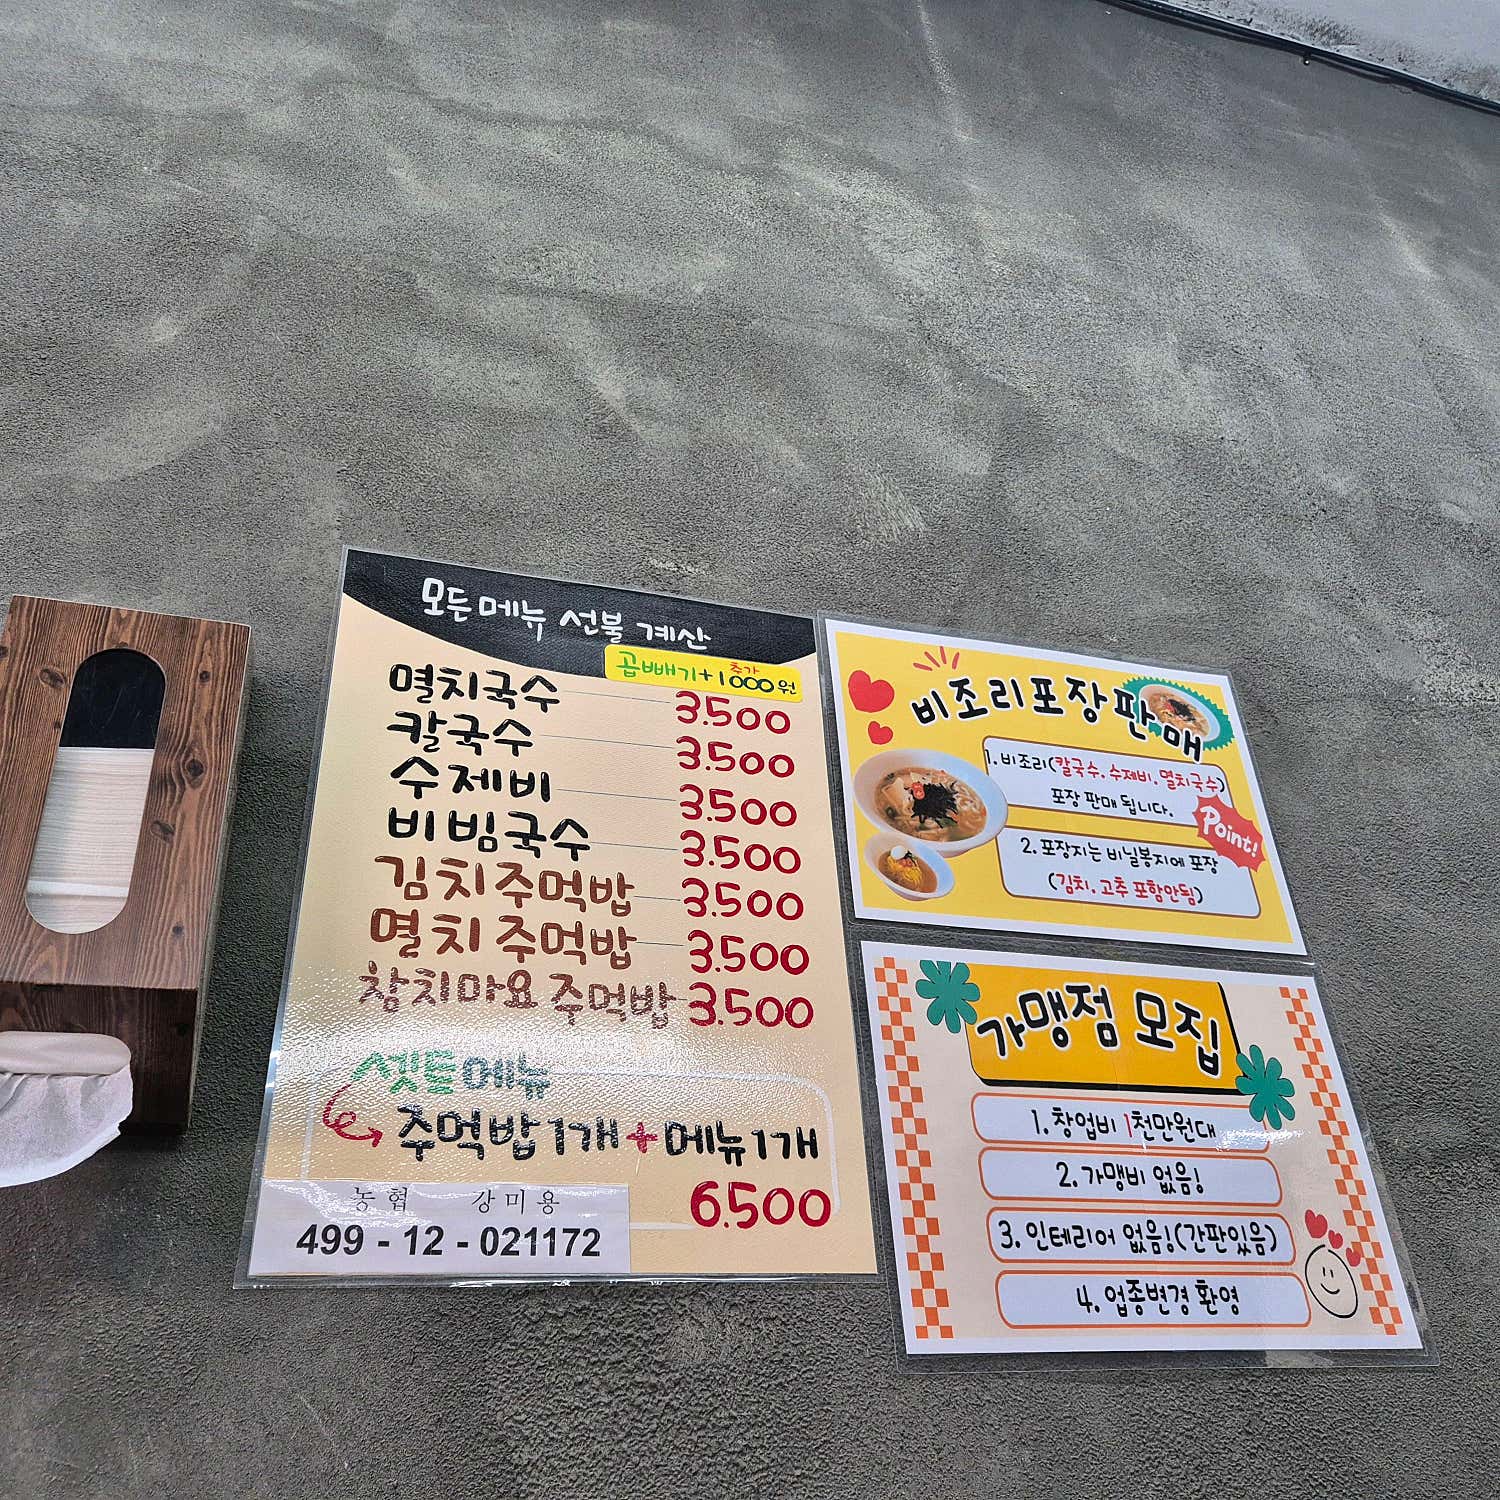 모든메뉴 선불 계산
곱빼기+1000원
추가
멸치국수 3.500
칼국수 3.500
수제비 3.500
비빔국수 3.500
김치주먹밥 3.500
멸치주먹밥 3.500
참치마요주먹밥 3.500
셋트메뉴
주먹밥1개+메뉴1개
6.500
농협 강미용
499 - 12 - 021172
비조리포장판매
1. 비조리(칼국수. 수제비. 멸치국수)
포장 판매 됩니다.
Point!
2. 포장지는 비닐봉지에 포장
(김치. 고추 포함안됨)
가맹점 모집
1. 창업비 1천만원대
2. 가맹비 없음!
3. 인테리어 없음!(간판있음)
4. 업종변경 환영